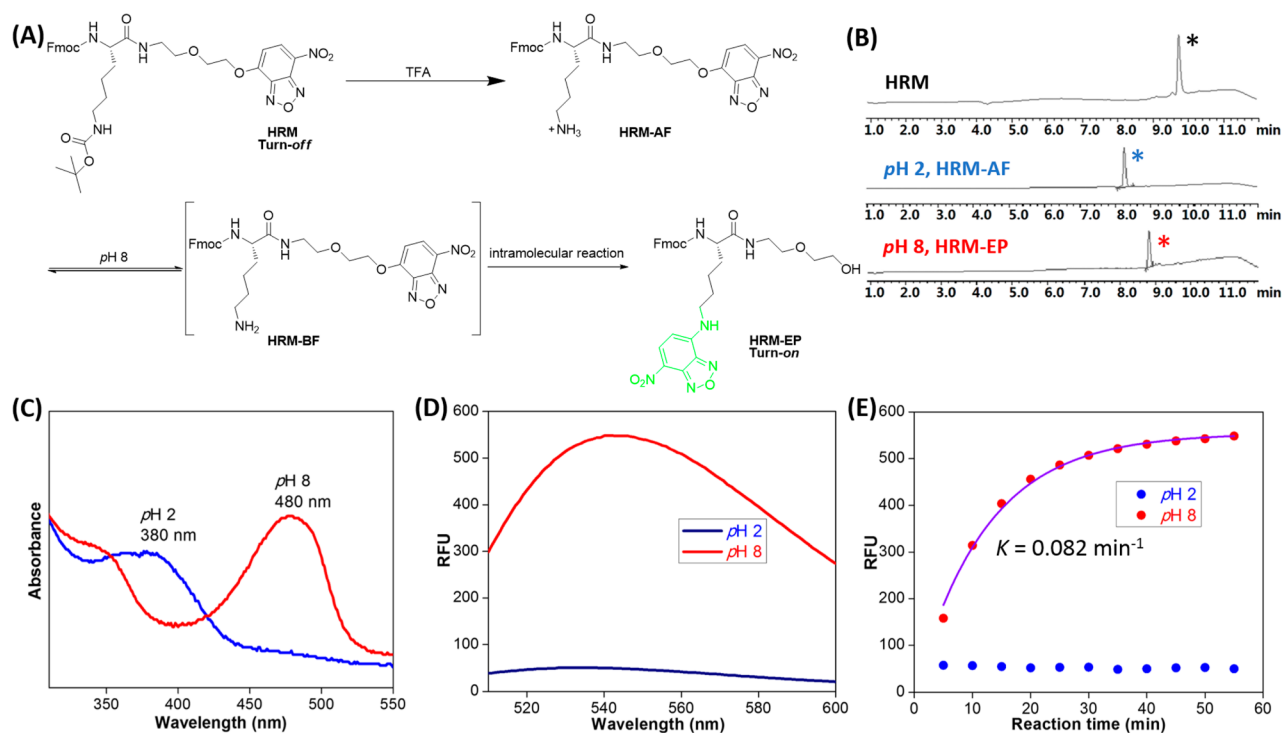 (A)
Fmoc
H
N
O
N
H
O
O
NO2
N
O
N
O
NH
O
O
HRM
Turn-off
TFA
Fmoc
H
N
O
N
H
O
O
NO2
N
O
N
+NH3
HRM-AF
pH 8
Fmoc
H
N
O
N
H
O
O
NO2
N
O
N
NH2
HRM-BF
intramolecular reaction
Fmoc
H
N
O
N
H
O
OH
NH
O2N
N
O
N
HRM-EP
Turn-on
(B)
HRM
*
1.0 2.0 3.0 4.0 5.0 6.0 7.0 8.0 9.0 10.0 11.0 min
pH 2, HRM-AF
*
1.0 2.0 3.0 4.0 5.0 6.0 7.0 8.0 9.0 10.0 11.0 min
pH 8, HRM-EP
*
1.0 2.0 3.0 4.0 5.0 6.0 7.0 8.0 9.0 10.0 11.0 min
(C)
Absorbance
pH 2
380 nm
pH 8
480 nm
350 400 450 500 550
Wavelength (nm)
(D)
RFU
600
500
400
300
200
100
0
pH 2
pH 8
520 540 560 580 600
Wavelength (nm)
(E)
RFU
600
500
400
300
200
100
0
pH 2
pH 8
K = 0.082 min-1
0 10 20 30 40 50 60
Reaction time (min)